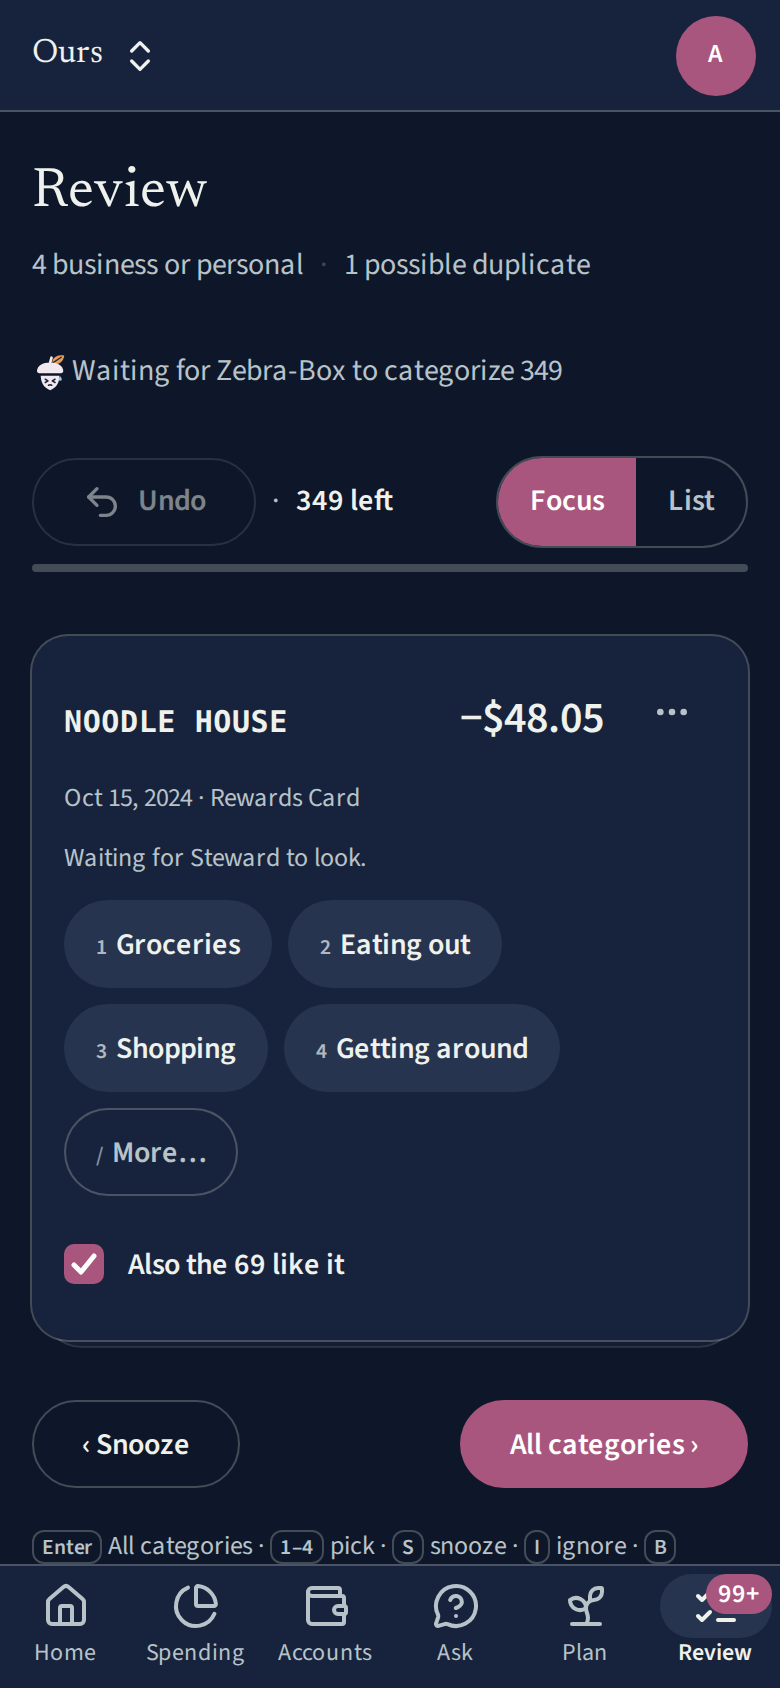 Ours
A
Review
4 business or personal · 1 possible duplicate
Waiting for Zebra-Box to categorize 349
Undo · 349 left
Focus List
NOODLE HOUSE −$48.05 ···
Oct 15, 2024 · Rewards Card
Waiting for Steward to look.
1 Groceries 2 Eating out
3 Shopping 4 Getting around
/ More…
Also the 69 like it
‹ Snooze All categories ›
Enter All categories · 1–4 pick · S snooze · I ignore · B
99+
Home Spending Accounts Ask Plan Review